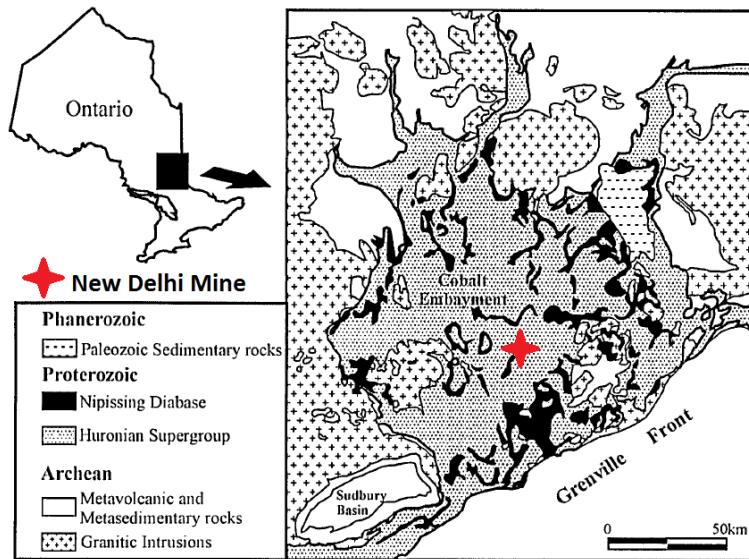 Ontario
New Delhi Mine
Phanerozoic
Paleozoic Sedimentary rocks
Proterozoic
Nipissing Diabase
Huronian Supergroup
Archean
Metavolcanic and
Metasedimentary rocks
Granitic Intrusions
Cobalt
Embayment
Sudbury
Basin
Grenville Front
0 50km